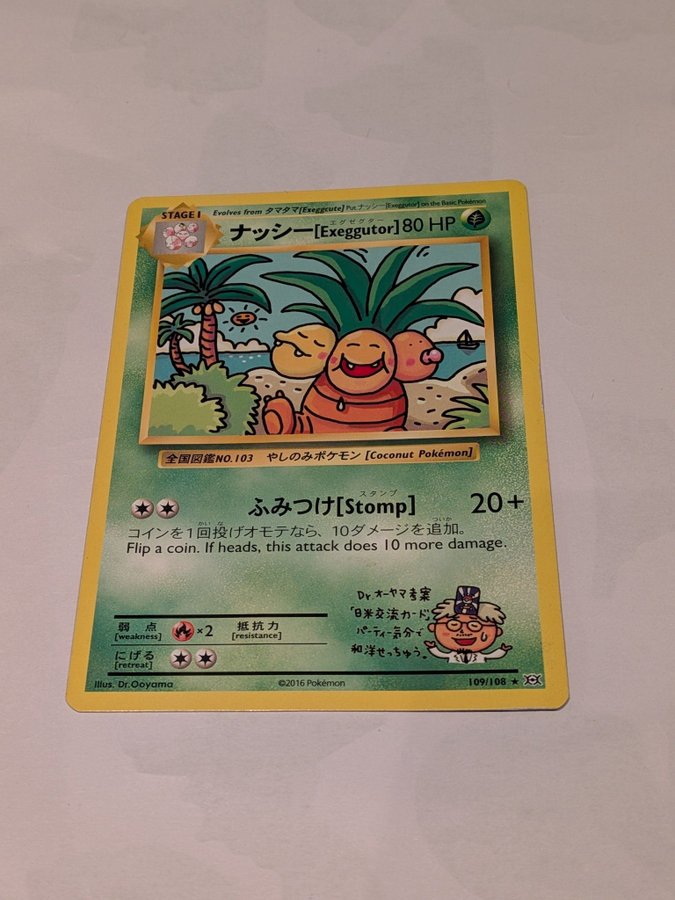 STAGE 1
Evolves from タマタマ[Exeggcute] Put ナッシー[Exeggutor] on the Basic Pokémon
エグゼクター
ナッシー[Exeggutor] 80 HP
全国図鑑NO.103 やしのみポケモン [Coconut Pokémon]
スタンプ
ふみつけ[Stomp] 20+
かい な ついか
コインを1回投げオモテなら、10ダメージを追加。
Flip a coin. If heads, this attack does 10 more damage.
弱点 ×2 抵抗力
[weakness] [resistance]
にげる
[retreat]
Dr.オーヤマ考案
「日米交流カード」
パーティー気分で
和洋せっちゅう。
Illus. Dr.Ooyama ©2016 Pokémon 109/108 ★